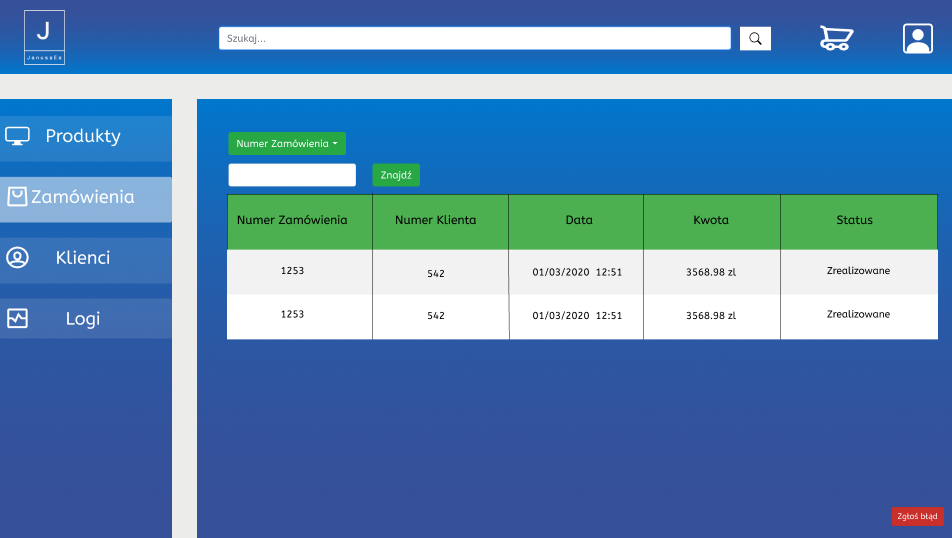 J
JanuszEx
Szukaj...
Produkty
Zamówienia
Klienci
Logi
Numer Zamówienia
Znajdź
Numer Zamówienia Numer Klienta Data Kwota Status
1253 542 01/03/2020 12:51 3568.98 zl Zrealizowane
1253 542 01/03/2020 12:51 3568.98 zl Zrealizowane
Zgłoś błąd